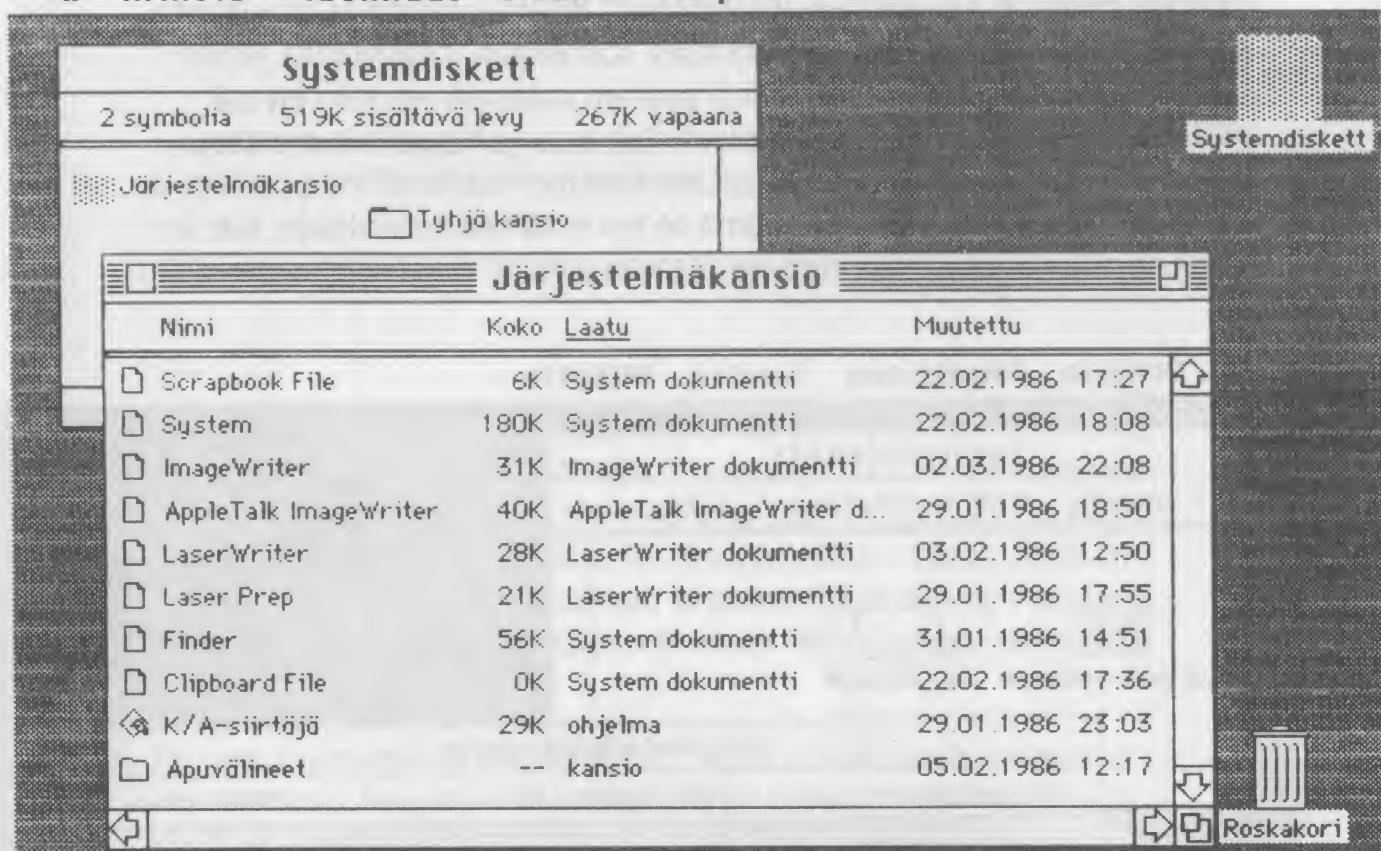 Systemdiskett
2 symbolia 519K sisältävä levy 267K vapaana
Systemdiskett
Järjestelmäkansio
Tyhjä kansio
Järjestelmäkansio
Nimi Koko Laatu Muutettu
Scrapbook File 6K System dokumentti 22.02.1986 17:27
System 180K System dokumentti 22.02.1986 18:08
ImageWriter 31K ImageWriter dokumentti 02.03.1986 22:08
AppleTalk ImageWriter 40K AppleTalk ImageWriter d... 29.01.1986 18:50
LaserWriter 28K LaserWriter dokumentti 03.02.1986 12:50
Laser Prep 21K LaserWriter dokumentti 29.01.1986 17:55
Finder 56K System dokumentti 31.01.1986 14:51
Clipboard File 0K System dokumentti 22.02.1986 17:36
K/A-siirtäjä 29K ohjelma 29.01.1986 23:03
Apuvälineet -- kansio 05.02.1986 12:17
Roskakori